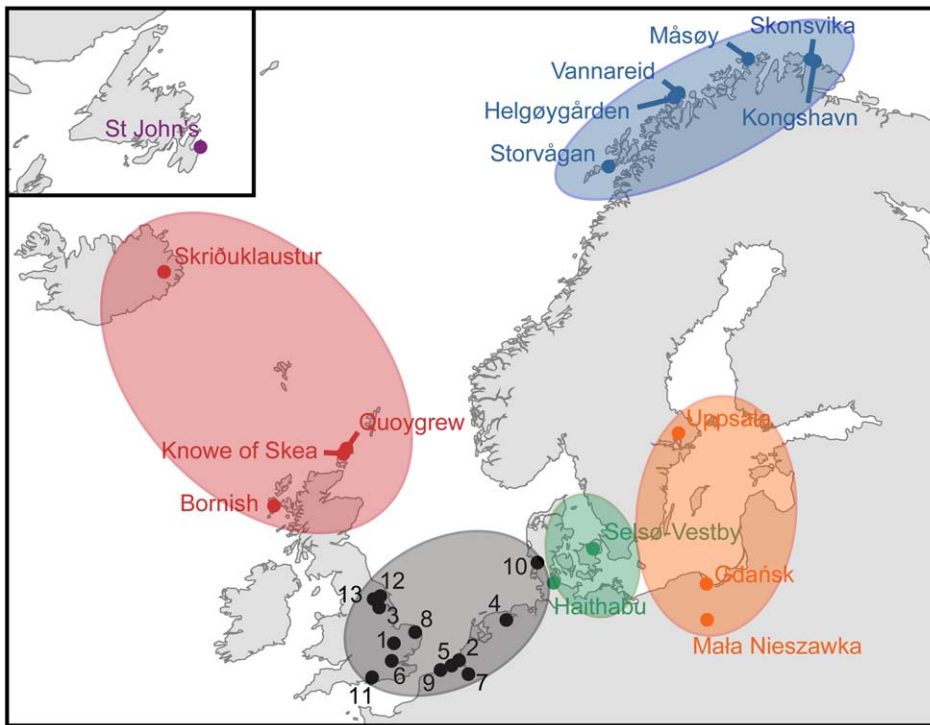 St John's
Måsøy
Skonsvika
Vannareid
Helgøygården
Kongshavn
Storvågan
Skriðuklaustur
Quoygrew
Knowe of Skea
Bornish
Uppsala
Selsø-Vestby
Haithabu
Gdańsk
Mała Nieszawka
10
12
13
3
8
4
1
5
2
6
9
7
11